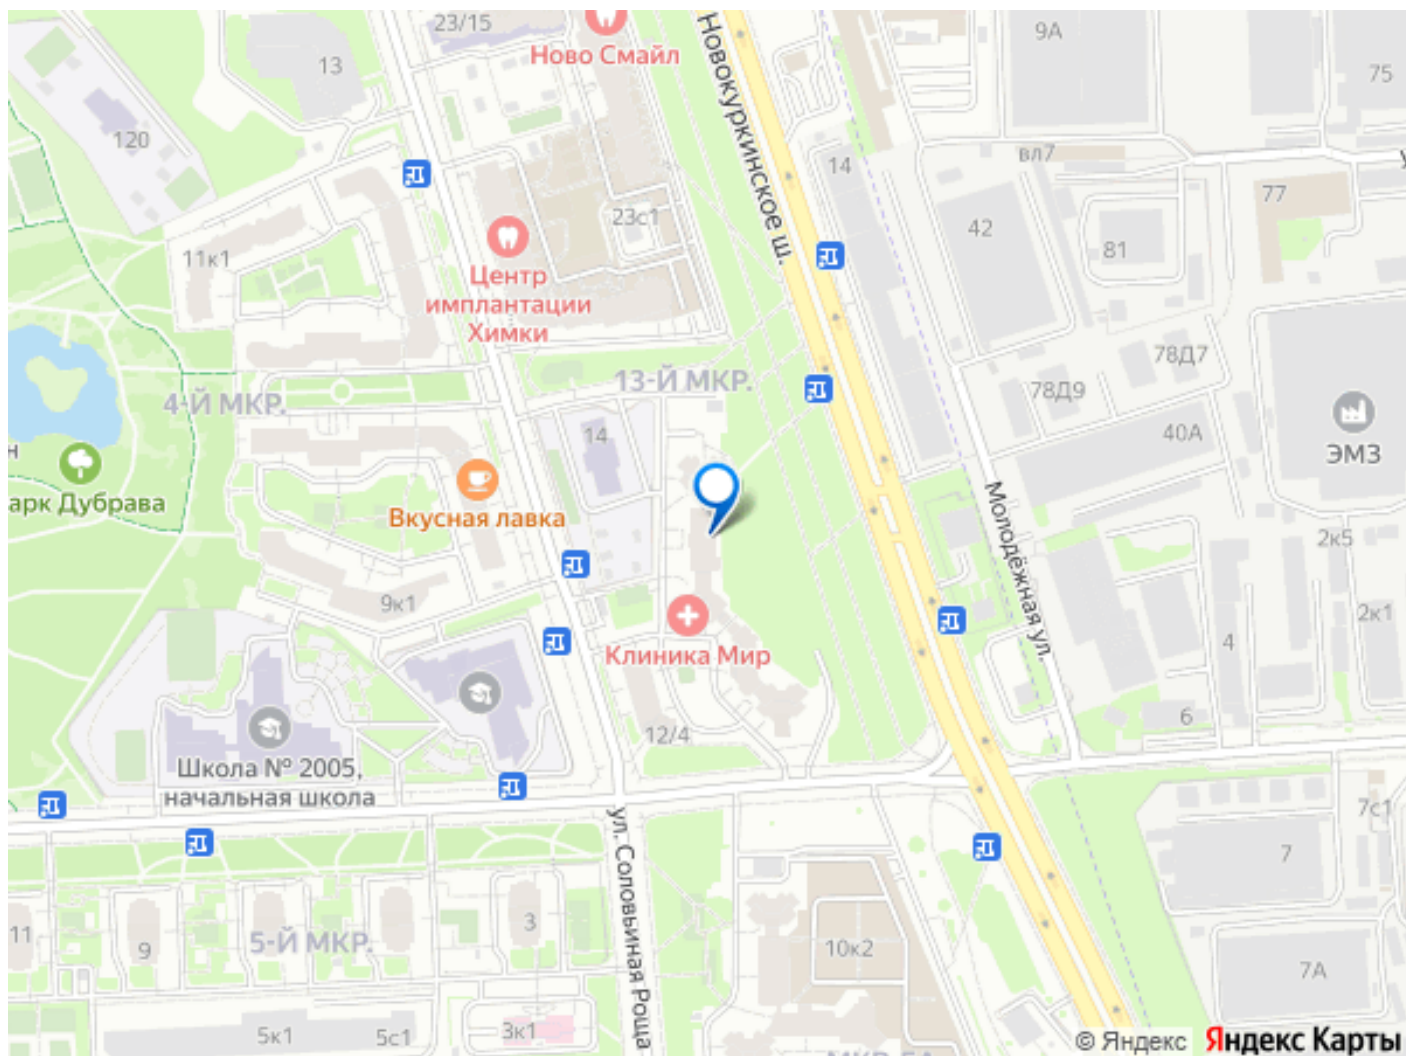 23/15
Ново Смайл
Новокуркинское ш.
9А
13
75
120
вл7
14
77
23с1
42
81
11к1
Центр
имплантации
Химки
78Д7
13-Й МКР.
78Д9
4-Й МКР.
14
40А
ЭМЗ
н
арк Дубрава
Вкусная лавка
Молодёжная ул.
2к5
9к1
2к1
4
Клиника Мир
6
12/4
Школа № 2005,
начальная школа
7с1
ул. Соловьиная Роща
7
3
11
9
5-Й МКР.
10к2
7А
3к1
5к1
5с1
© Яндекс Яндекс Карты